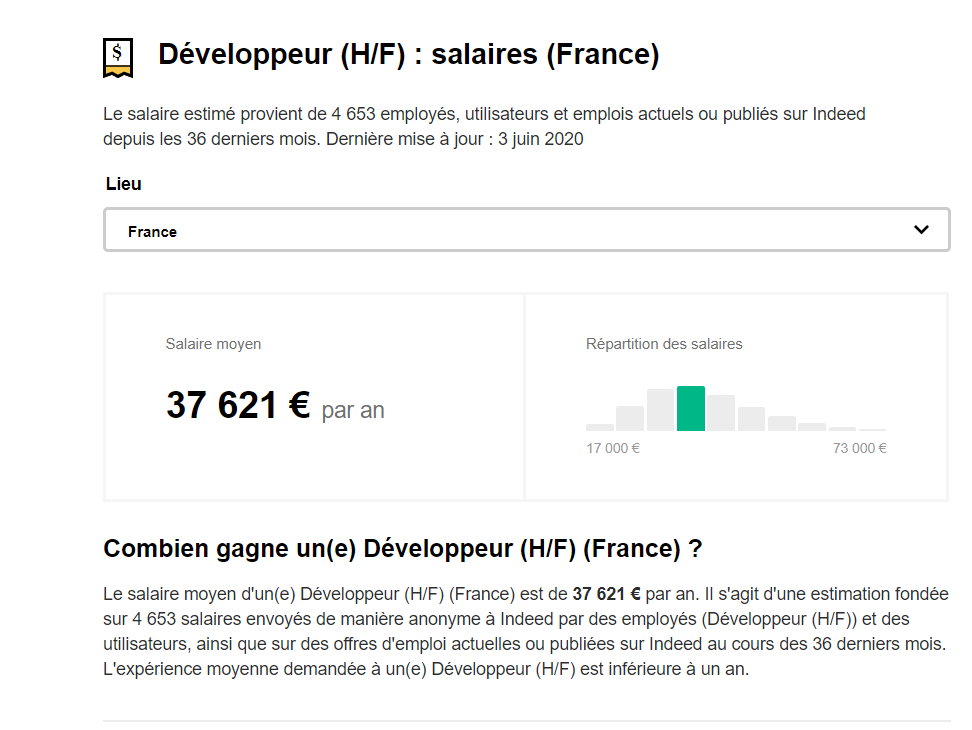 $
Développeur (H/F) : salaires (France)
Le salaire estimé provient de 4 653 employés, utilisateurs et emplois actuels ou publiés sur Indeed
depuis les 36 derniers mois. Dernière mise à jour : 3 juin 2020
Lieu
France
Salaire moyen
37 621 € par an
Répartition des salaires
17 000 € 73 000 €
Combien gagne un(e) Développeur (H/F) (France) ?
Le salaire moyen d'un(e) Développeur (H/F) (France) est de 37 621 € par an. Il s'agit d'une estimation fondée
sur 4 653 salaires envoyés de manière anonyme à Indeed par des employés (Développeur (H/F)) et des
utilisateurs, ainsi que sur des offres d'emploi actuelles ou publiées sur Indeed au cours des 36 derniers mois.
L'expérience moyenne demandée à un(e) Développeur (H/F) est inférieure à un an.